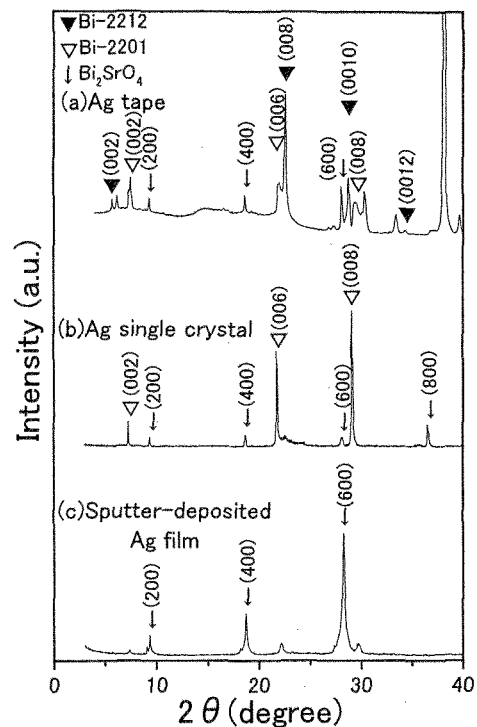 ▼Bi-2212
▽Bi-2201
↓Bi₂SrO₄
(a)Ag tape
(002)
(002)
(200)
(400)
(006)
(008)
(600)
(0010)
(008)
(0012)
(b)Ag single crystal
(002)
(200)
(400)
(006)
(600)
(008)
(800)
(c)Sputter-deposited
Ag film
(200)
(400)
(600)
Intensity (a.u.)
0 10 20 30 40
2 θ (degree)